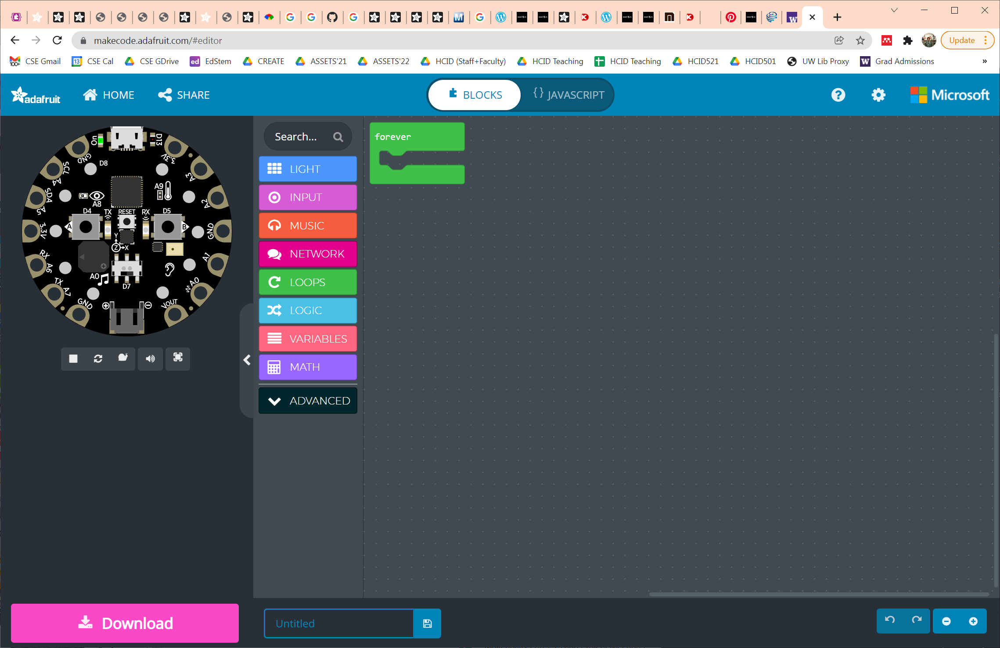 makecode.adafruit.com/#editor
Update
100+ CSE Gmail
13 CSE Cal
CSE GDrive
ed EdStem
CREATE
ASSETS'21
ASSETS'22
HCID (Staff+Faculty)
HCID Teaching
HCID Teaching
HCID521
HCID501
UW Lib Proxy
W Grad Admissions
»
adafruit
HOME
SHARE
BLOCKS
{} JAVASCRIPT
Microsoft
On
D13
GND
3.3V
SCL
A4
D8
A3
SDA
A5
A8
A9
A2
D4
TX
RESET
RX
D5
3.3V
A
B
GND
Y
Z
X
RX
A6
A1
A0
D7
TX
A7
A0
GND
VOUT
Search...
LIGHT
INPUT
MUSIC
NETWORK
LOOPS
LOGIC
VARIABLES
MATH
ADVANCED
forever
Download
Untitled